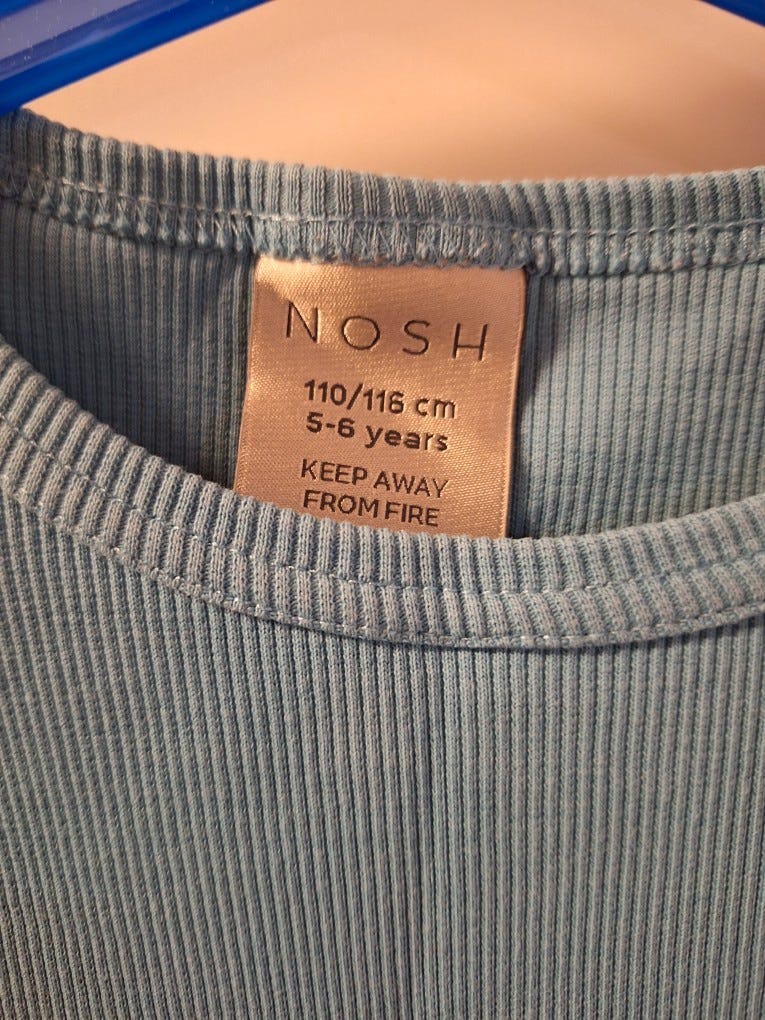 NOSH
110/116 cm
5-6 years
KEEP AWAY
FROM FIRE